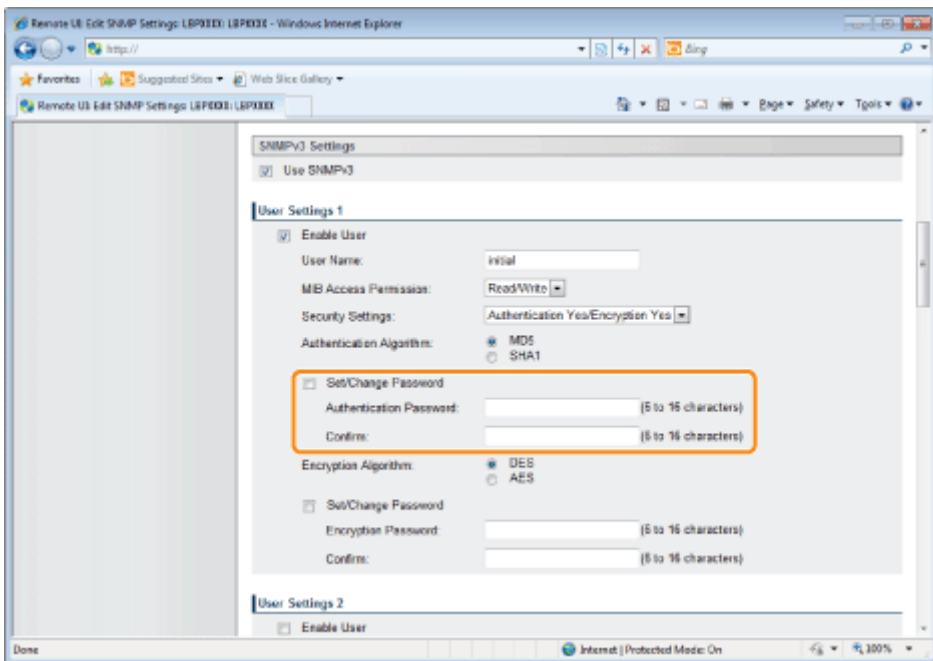 Remote UI: Edit SNMP Settings: LBPXXXX: LBPXXXX - Windows Internet Explorer
http://
Bing
Favorites Suggested Sites Web Slice Gallery
Remote UI: Edit SNMP Settings: LBPXXXX: LBPXXXX
Page Safety Tools
SNMPv3 Settings
Use SNMPv3
User Settings 1
Enable User
User Name: initial
MIB Access Permission: Read/Write
Security Settings: Authentication Yes/Encryption Yes
Authentication Algorithm: MD5
SHA1
Set/Change Password
Authentication Password: (6 to 16 characters)
Confirm: (6 to 16 characters)
Encryption Algorithm: DES
AES
Set/Change Password
Encryption Password: (6 to 16 characters)
Confirm: (6 to 16 characters)
User Settings 2
Enable User
Done Internet | Protected Mode: On 100%